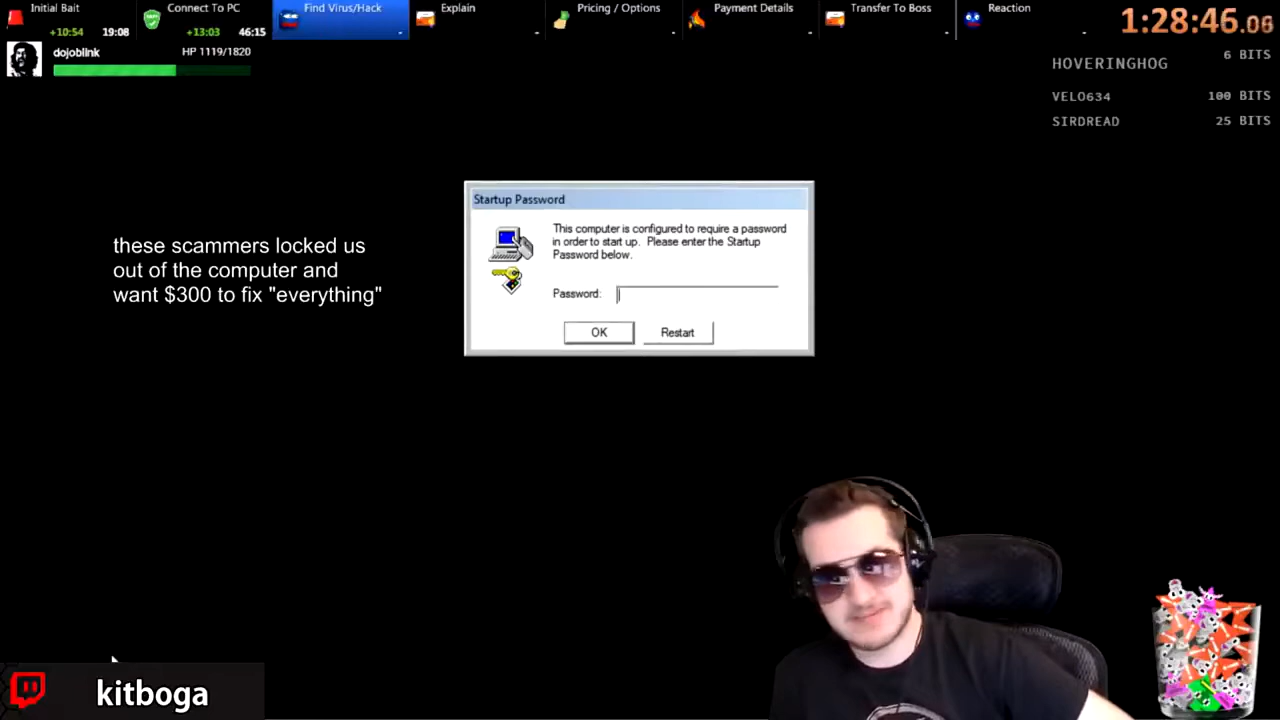 Initial Bait
Connect To PC
Find Virus/Hack
Explain
Pricing / Options
Payment Details
Transfer To Boss
Reaction
+10:54 19:08
+13:03 46:15
-
-
-
-
-
-
1:28:46.06
dojoblink
HP 1119/1820
HOVERINGHOG 6 BITS
VELO634 100 BITS
SIRDREAD 25 BITS
Startup Password
This computer is configured to require a password
in order to start up. Please enter the Startup
Password below.
Password:
OK
Restart
these scammers locked us
out of the computer and
want $300 to fix "everything"
kitboga